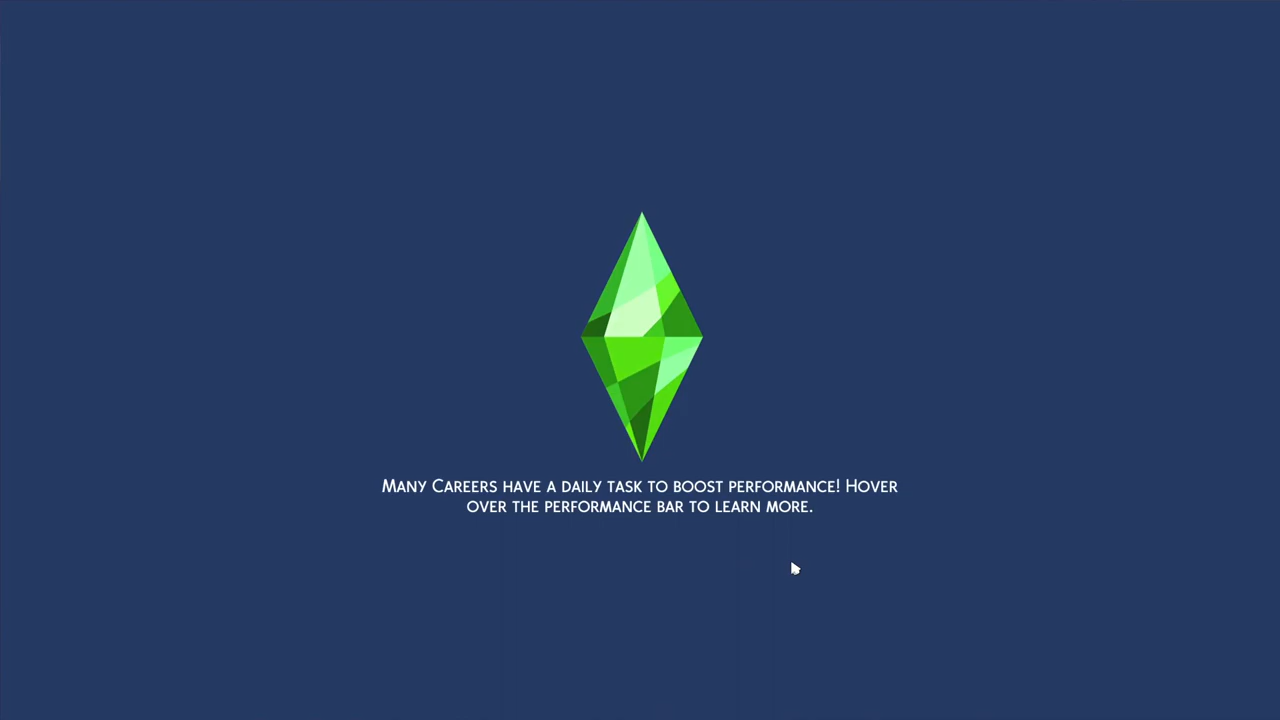 Many Careers have a daily task to boost performance! Hover
over the performance bar to learn more.